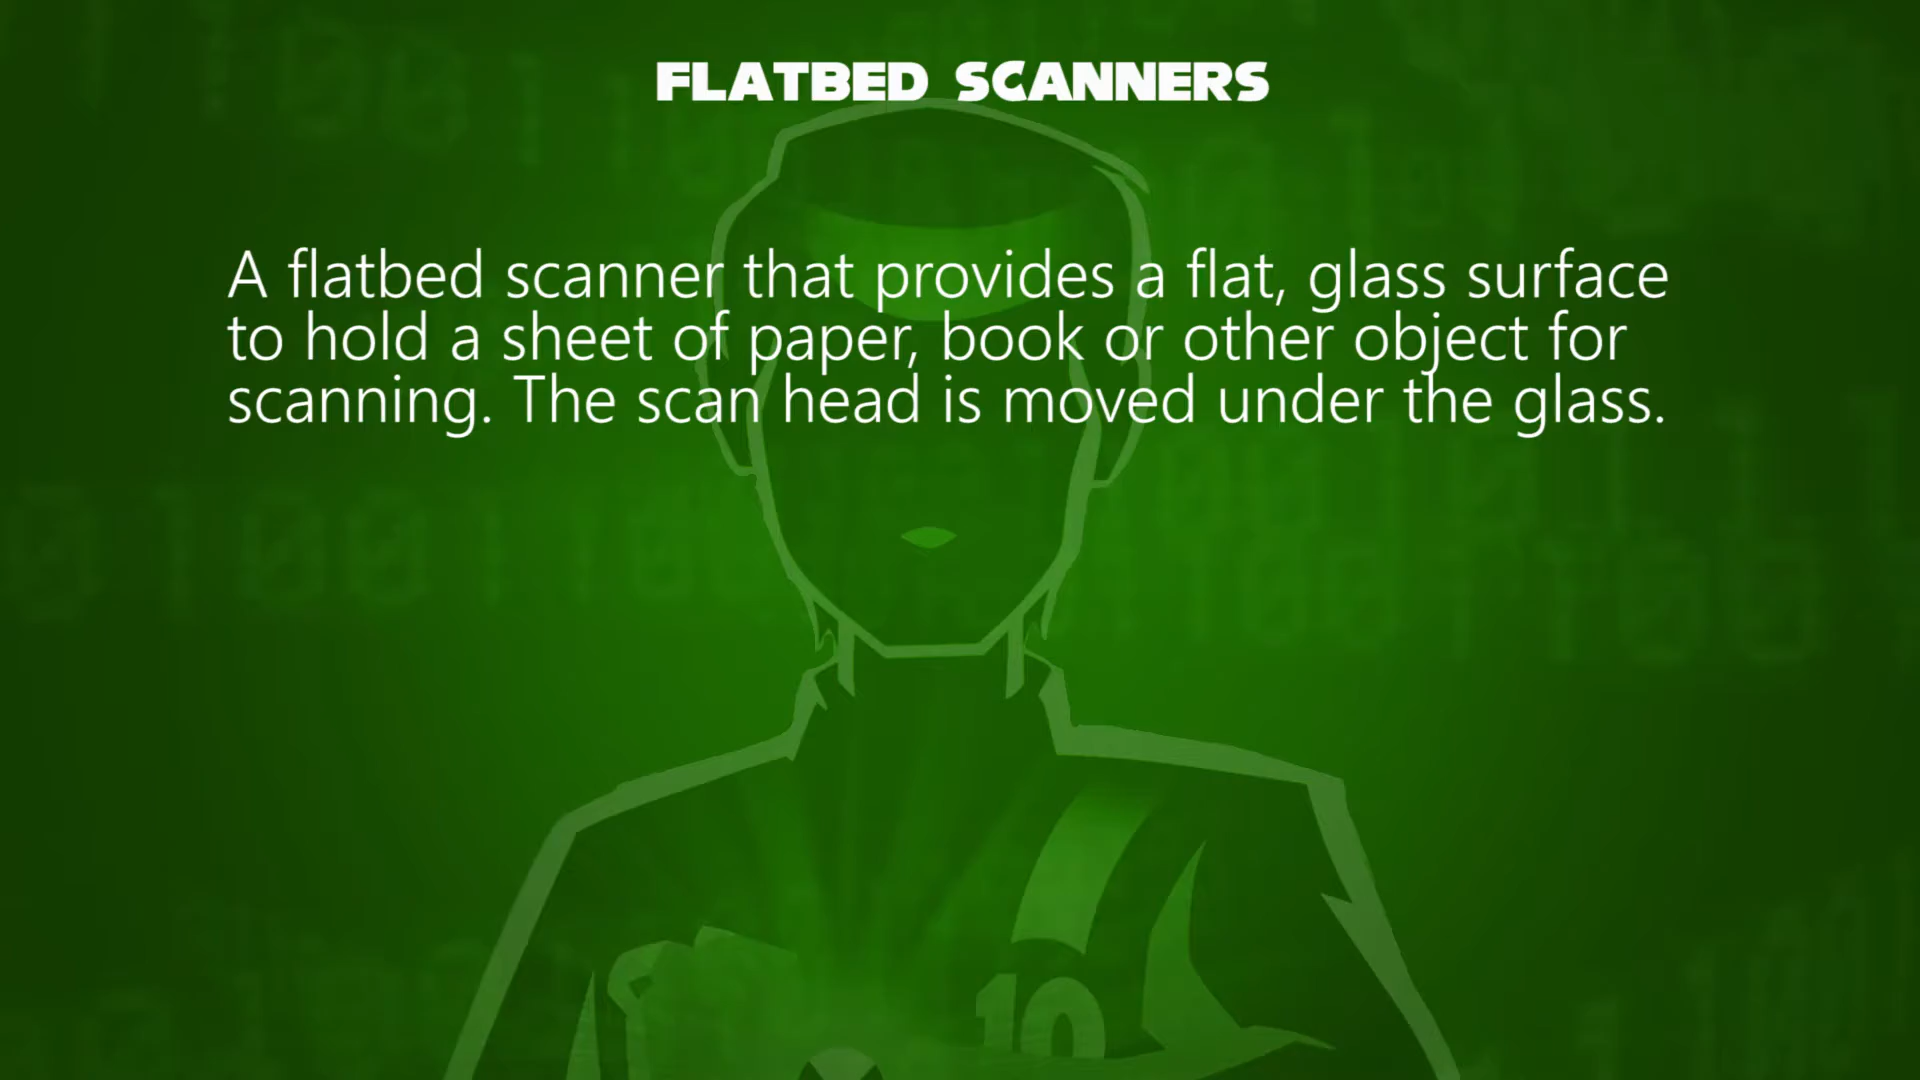 FLATBED SCANNERS
A flatbed scanner that provides a flat, glass surface
to hold a sheet of paper, book or other object for
scanning. The scan head is moved under the glass.
10